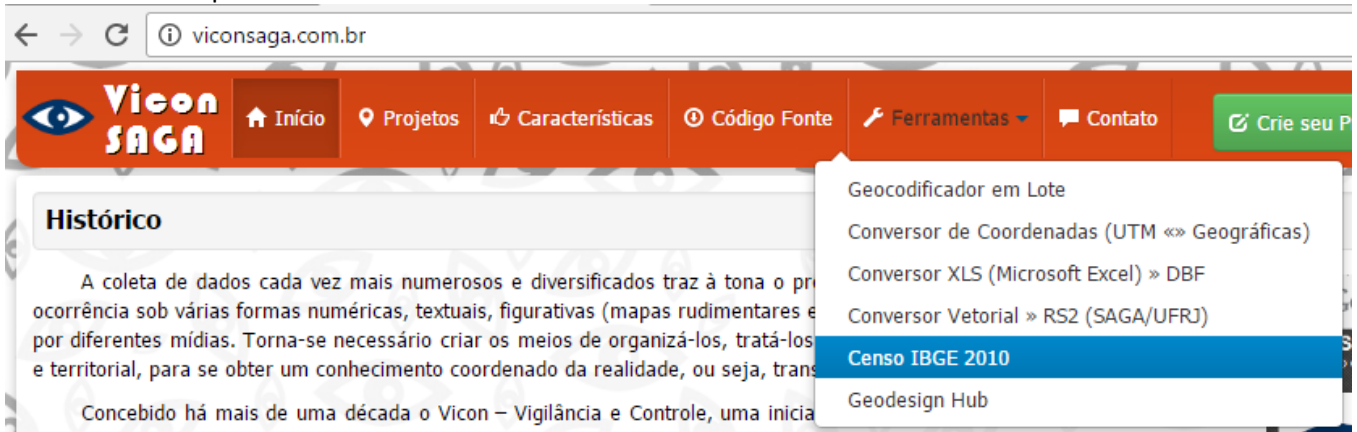 viconsaga.com.br
Vicon
SAGA
Início
Projetos
Características
Código Fonte
Ferramentas
Contato
Crie seu P
Geocodificador em Lote
Conversor de Coordenadas (UTM «» Geográficas)
Conversor XLS (Microsoft Excel) » DBF
Conversor Vetorial » RS2 (SAGA/UFRJ)
Censo IBGE 2010
Geodesign Hub
Histórico
A coleta de dados cada vez mais numerosos e diversificados traz à tona o pr
ocorrência sob várias formas numéricas, textuais, figurativas (mapas rudimentares e
por diferentes mídias. Torna-se necessário criar os meios de organizá-los, tratá-los
e territorial, para se obter um conhecimento coordenado da realidade, ou seja, trans
Concebido há mais de uma década o Vicon – Vigilância e Controle, uma inicia